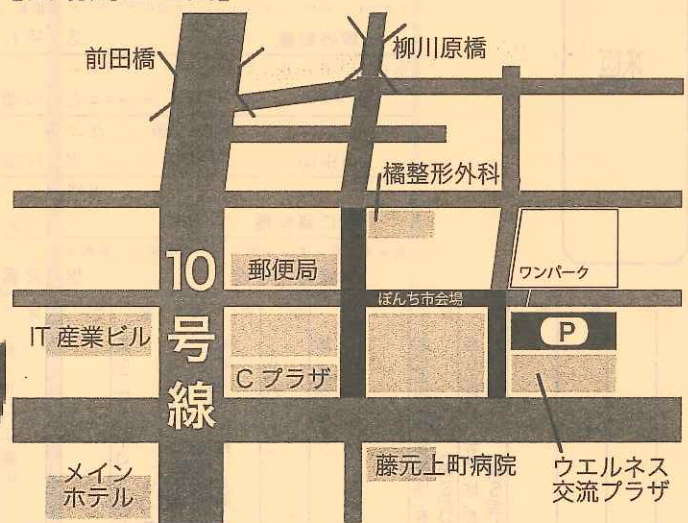 前田橋
柳川原橋
橘整形外科
10号線
郵便局
ワンパーク
ぼんち市会場
IT 産業ビル
P
C プラザ
メイン
ホテル
藤元上町病院
ウエルネス
交流プラザ